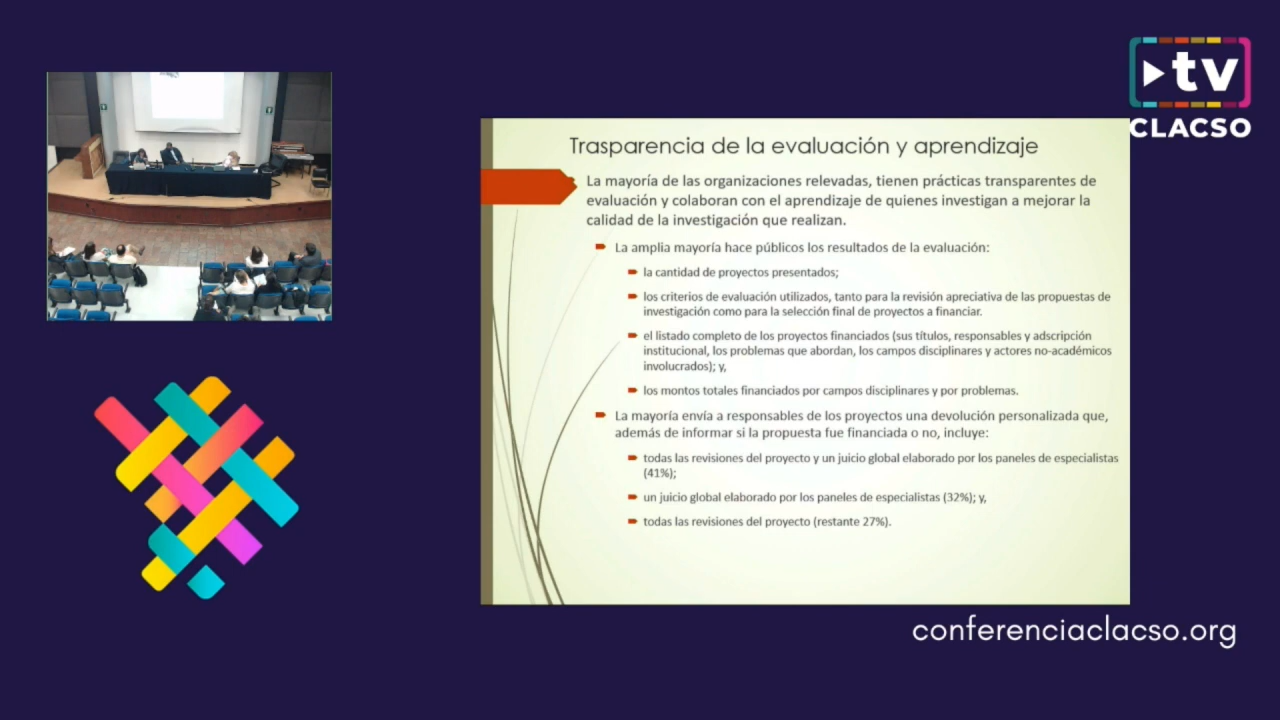 tv
CLACSO
Trasparencia de la evaluación y aprendizaje
La mayoría de las organizaciones relevadas, tienen prácticas transparentes de
evaluación y colaboran con el aprendizaje de quienes investigan a mejorar la
calidad de la investigación que realizan.
La amplia mayoría hace públicos los resultados de la evaluación:
la cantidad de proyectos presentados;
los criterios de evaluación utilizados, tanto para la revisión apreciativa de las propuestas de
investigación como para la selección final de proyectos a financiar.
el listado completo de los proyectos financiados (sus títulos, responsables y adscripción
institucional, los problemas que abordan, los campos disciplinares y actores no-académicos
involucrados); y,
los montos totales financiados por campos disciplinares y por problemas.
La mayoría envía a responsables de los proyectos una devolución personalizada que,
además de informar si la propuesta fue financiada o no, incluye:
todas las revisiones del proyecto y un juicio global elaborado por los paneles de especialistas
(41%);
un juicio global elaborado por los paneles de especialistas (32%); y,
todas las revisiones del proyecto (restante 27%).
conferenciaclacso.org